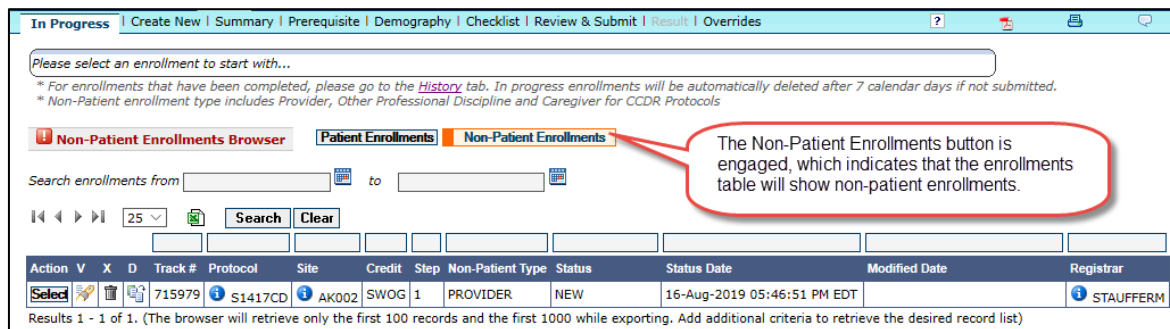 In Progress | Create New | Summary | Prerequisite | Demography | Checklist | Review & Submit | Result | Overrides ?
Please select an enrollment to start with...
* For enrollments that have been completed, please go to the History tab. In progress enrollments will be automatically deleted after 7 calendar days if not submitted.
* Non-Patient enrollment type includes Provider, Other Professional Discipline and Caregiver for CCDR Protocols
Non-Patient Enrollments Browser Patient Enrollments Non-Patient Enrollments
The Non-Patient Enrollments button is
engaged, which indicates that the enrollments
table will show non-patient enrollments.
Search enrollments from to
25 Search Clear
Action V X D Track # Protocol Site Credit Step Non-Patient Type Status Status Date Modified Date Registrar
Select 715979 S1417CD AK002 SWOG 1 PROVIDER NEW 16-Aug-2019 05:46:51 PM EDT STAUFFERM
Results 1 - 1 of 1. (The browser will retrieve only the first 100 records and the first 1000 while exporting. Add additional criteria to retrieve the desired record list)